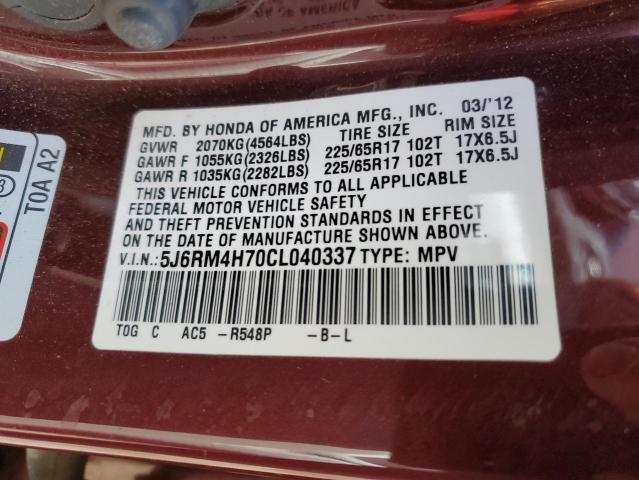 MFD. BY HONDA OF AMERICA MFG., INC. 03/'12
GVWR 2070KG(4564LBS) TIRE SIZE RIM SIZE
GAWR F 1055KG(2326LBS) 225/65R17 102T 17X6.5J
GAWR R 1035KG(2282LBS) 225/65R17 102T 17X6.5J
THIS VEHICLE CONFORMS TO ALL APPLICABLE
FEDERAL MOTOR VEHICLE SAFETY
AND THEFT PREVENTION STANDARDS IN EFFECT
ON THE DATE OF MANUFACTURE SHOWN ABOVE.
V.I.N.:5J6RM4H70CL040337 TYPE: MPV
T0G C AC5 -R548P -B-L
T0A A2